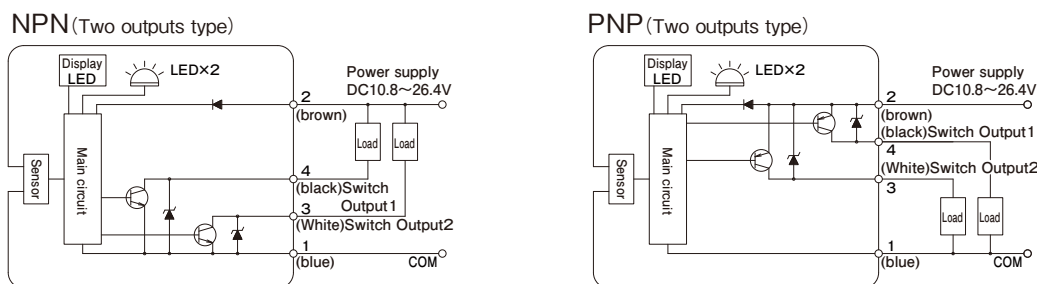 NPN(Two outputs type)
Display
LED
LED×2
Power supply
DC10.8～26.4V
2
(brown)
Load
Load
Sensor
Main circuit
4
(black)Switch
Output1
3
(White)Switch Output2
1
(blue)
COM
PNP(Two outputs type)
Display
LED
LED×2
Power supply
DC10.8～26.4V
2
(brown)
(black)Switch Output1
4
(White)Switch Output2
3
Sensor
Main circuit
Load
Load
1
(blue)
COM